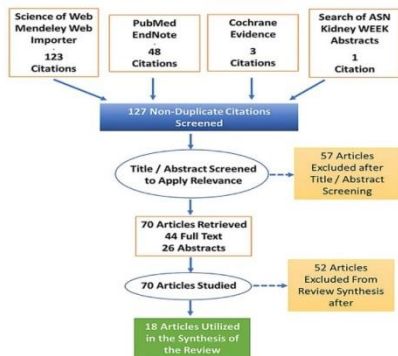 Science of Web
Mendeley Web
Importer
123
Citations
PubMed
EndNote
48
Citations
Cochrane
Evidence
3
Citations
Search of ASN
Kidney WEEK
Abstracts
1
Citation
127 Non-Duplicate Citations
Screened
Title / Abstract Screened
to Apply Relevance
57 Articles
Excluded after
Title / Abstract
Screening
70 Articles Retrieved
44 Full Text
26 Abstracts
70 Articles Studied
52 Articles
Excluded From
Review Synthesis
after
18 Articles Utilized
in the Synthesis of
the Review